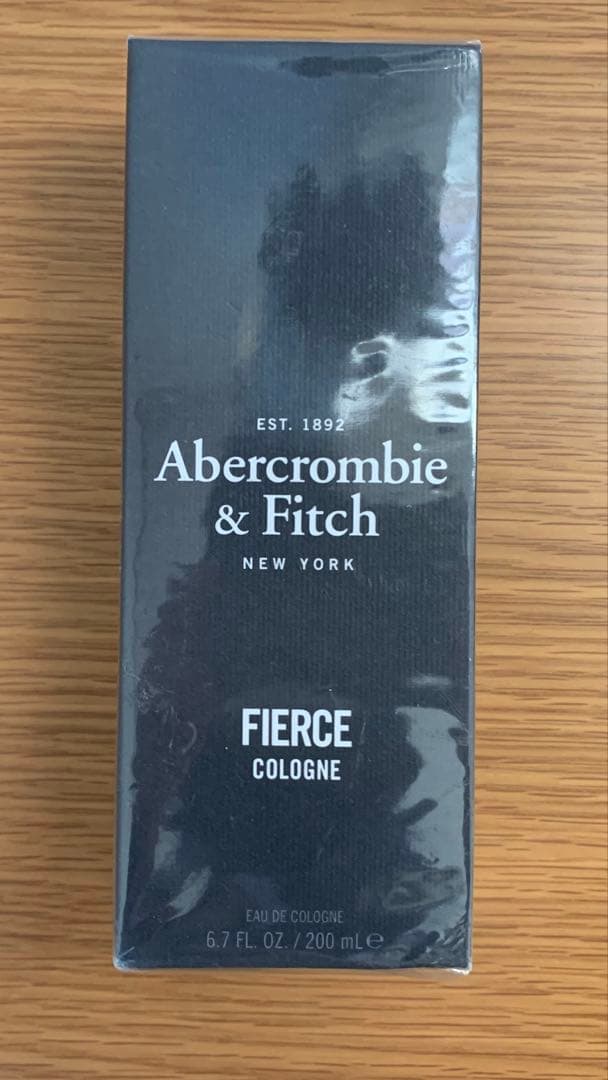 EST. 1892
Abercrombie
& Fitch
NEW YORK
FIERCE
COLOGNE
EAU DE COLOGNE
6.7 FL. OZ. / 200 mL ℮